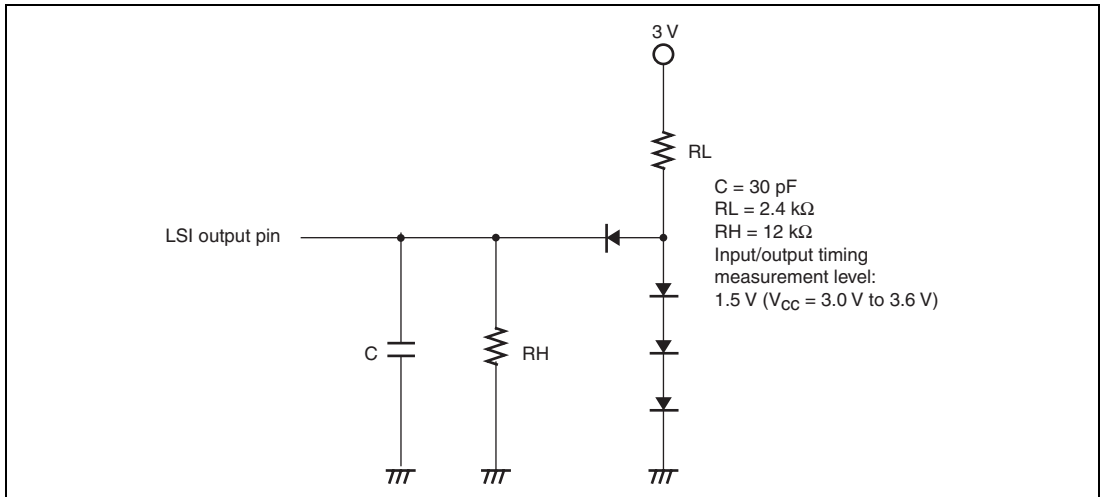 3 V
RL
C = 30 pF
RL = 2.4 kΩ
RH = 12 kΩ
Input/output timing
measurement level:
1.5 V (VCC = 3.0 V to 3.6 V)
LSI output pin
C
RH